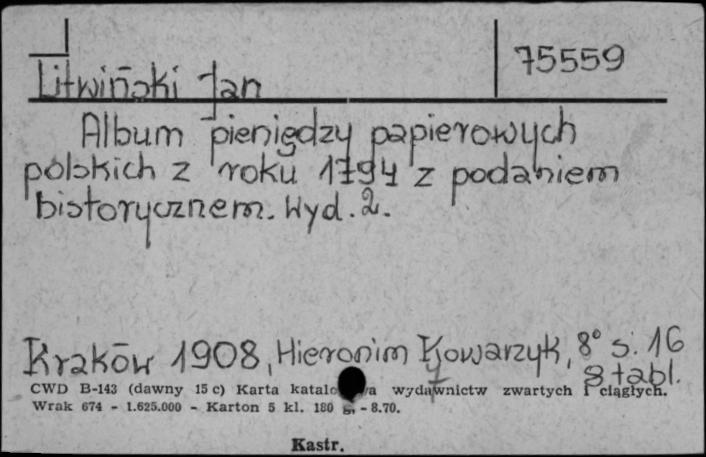 75559
Litwiński Jan
Album pieniędzy papierowych
polskich z roku 1794 z podaniem
historycznem. Wyd. 2.
Kraków 1908, Hieronim Kowarzyk, 8° s. 16
8 tabl.
CWD B-143 (dawny 15 c) Karta katalo wa wydawnictw zwartych i ciągłych.
Wrak 674 - 1.625.000 - Karton 5 kl. 180 g. - 8.70.
Kastr.